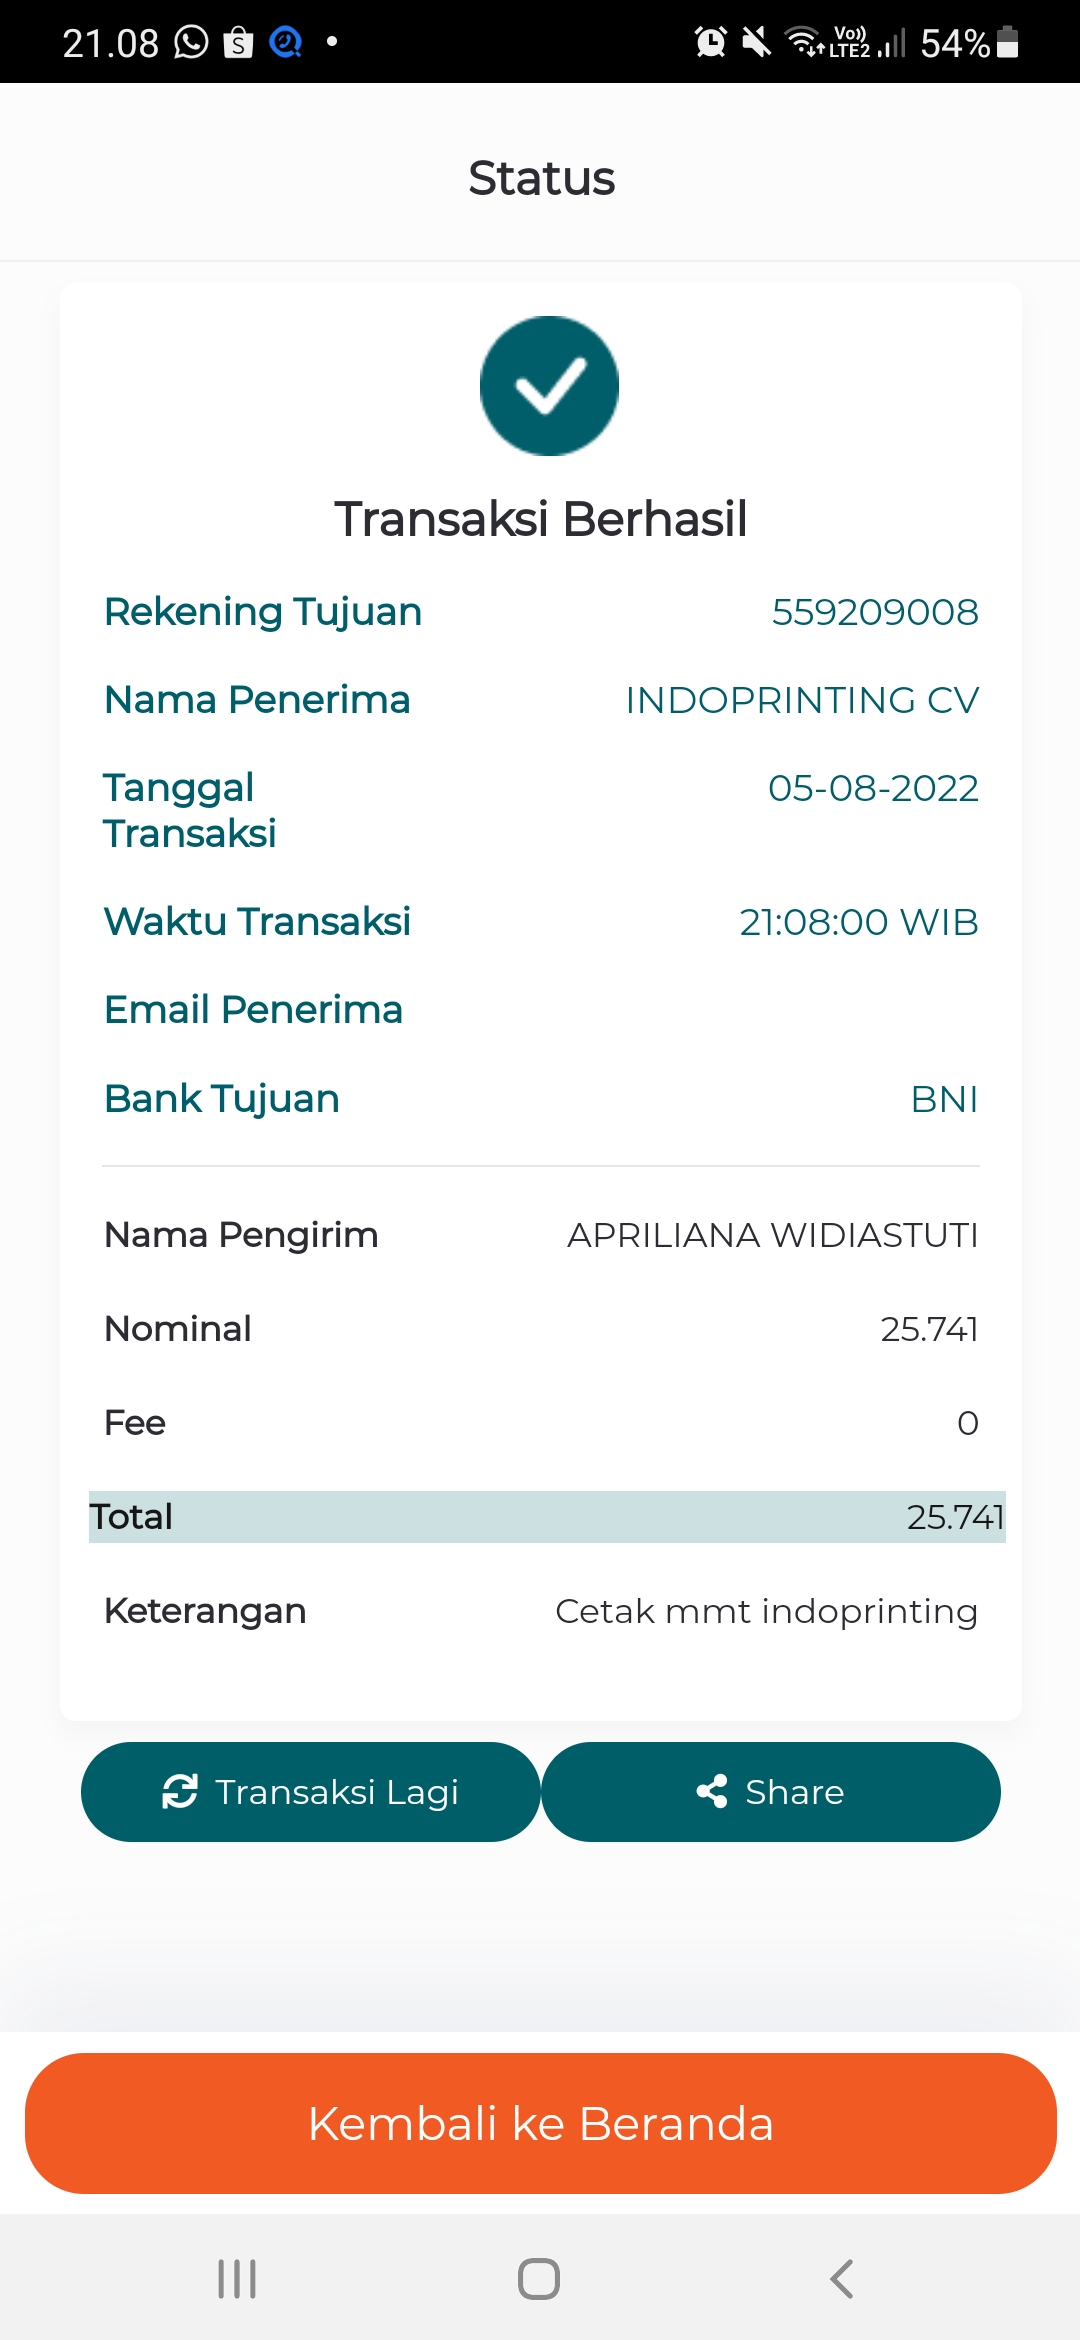 21.08
Vo)) LTE2 54%
Status
Transaksi Berhasil
Rekening Tujuan 559209008
Nama Penerima INDOPRINTING CV
Tanggal 05-08-2022
Transaksi
Waktu Transaksi 21:08:00 WIB
Email Penerima
Bank Tujuan BNI
Nama Pengirim APRILIANA WIDIASTUTI
Nominal 25.741
Fee 0
Total 25.741
Keterangan Cetak mmt indoprinting
Transaksi Lagi Share
Kembali ke Beranda